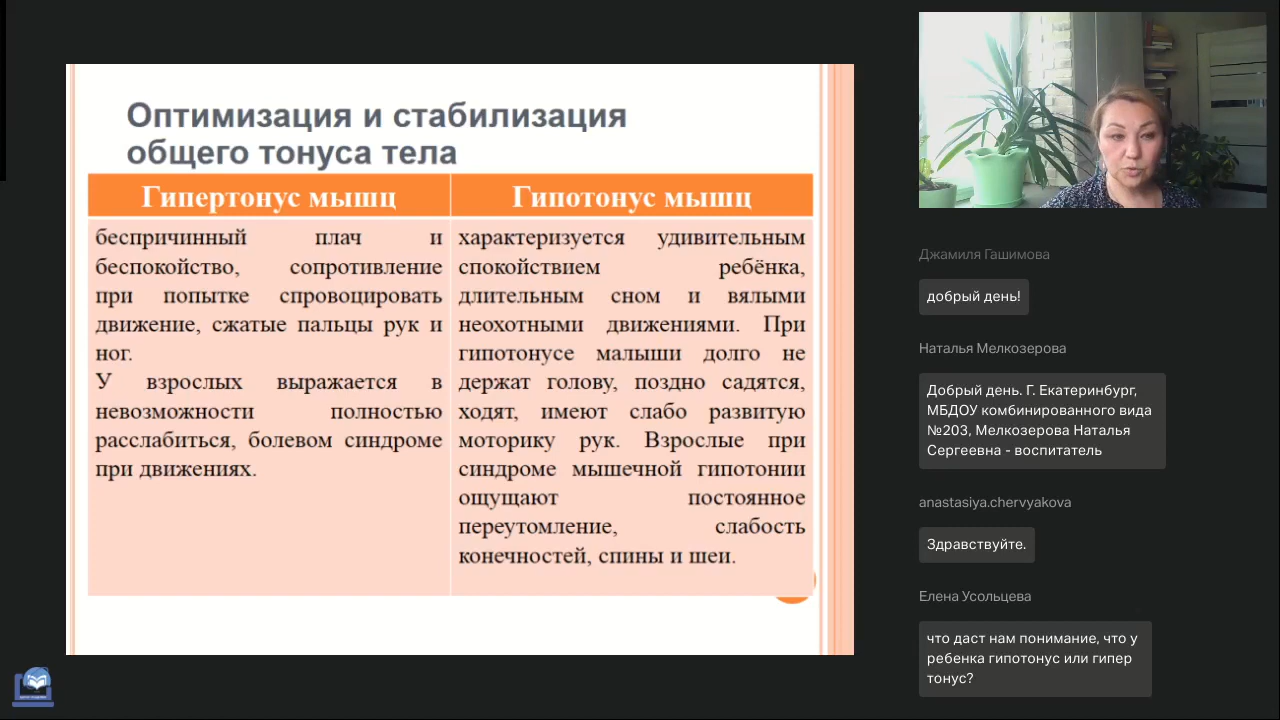 Оптимизация и стабилизация
общего тонуса тела
Гипертонус мышц
беспричинный плач и
беспокойство, сопротивление
при попытке спровоцировать
движение, сжатые пальцы рук и
ног.
У взрослых выражается в
невозможности полностью
расслабиться, болевом синдроме
при движениях.
Гипотонус мышц
характеризуется удивительным
спокойствием ребёнка,
длительным сном и вялыми
неохотными движениями. При
гипотонусе малыши долго не
держат голову, поздно садятся,
ходят, имеют слабо развитую
моторику рук. Взрослые при
синдроме мышечной гипотонии
ощущают постоянное
переутомление, слабость
конечностей, спины и шеи.
Джамиля Гашимова
добрый день!
Наталья Мелкозерова
Добрый день. Г. Екатеринбург,
МБДОУ комбинированного вида
№203, Мелкозерова Наталья
Сергеевна - воспитатель
anastasiya.chervyakova
Здравствуйте.
Елена Усольцева
что даст нам понимание, что у
ребенка гипотонус или гипер
тонус?